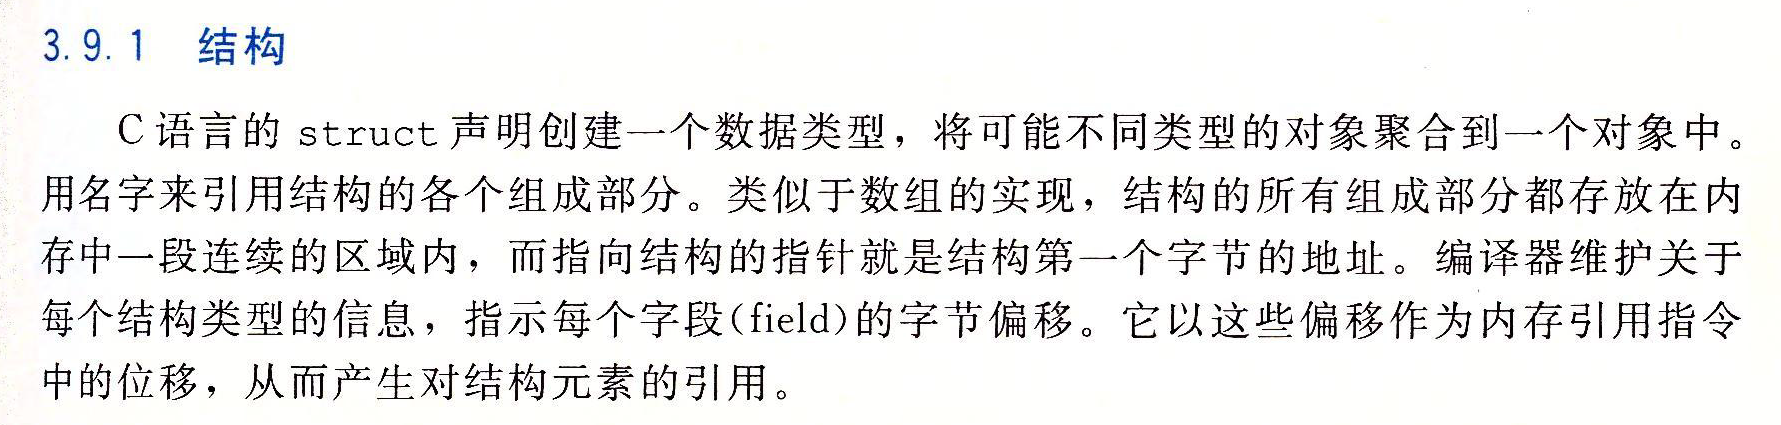 3.9.1 结构
C语言的 struct 声明创建一个数据类型，将可能不同类型的对象聚合到一个对象中。
用名字来引用结构的各个组成部分。类似于数组的实现，结构的所有组成部分都存放在内
存中一段连续的区域内，而指向结构的指针就是结构第一个字节的地址。编译器维护关于
每个结构类型的信息，指示每个字段(field)的字节偏移。它以这些偏移作为内存引用指令
中的位移，从而产生对结构元素的引用。